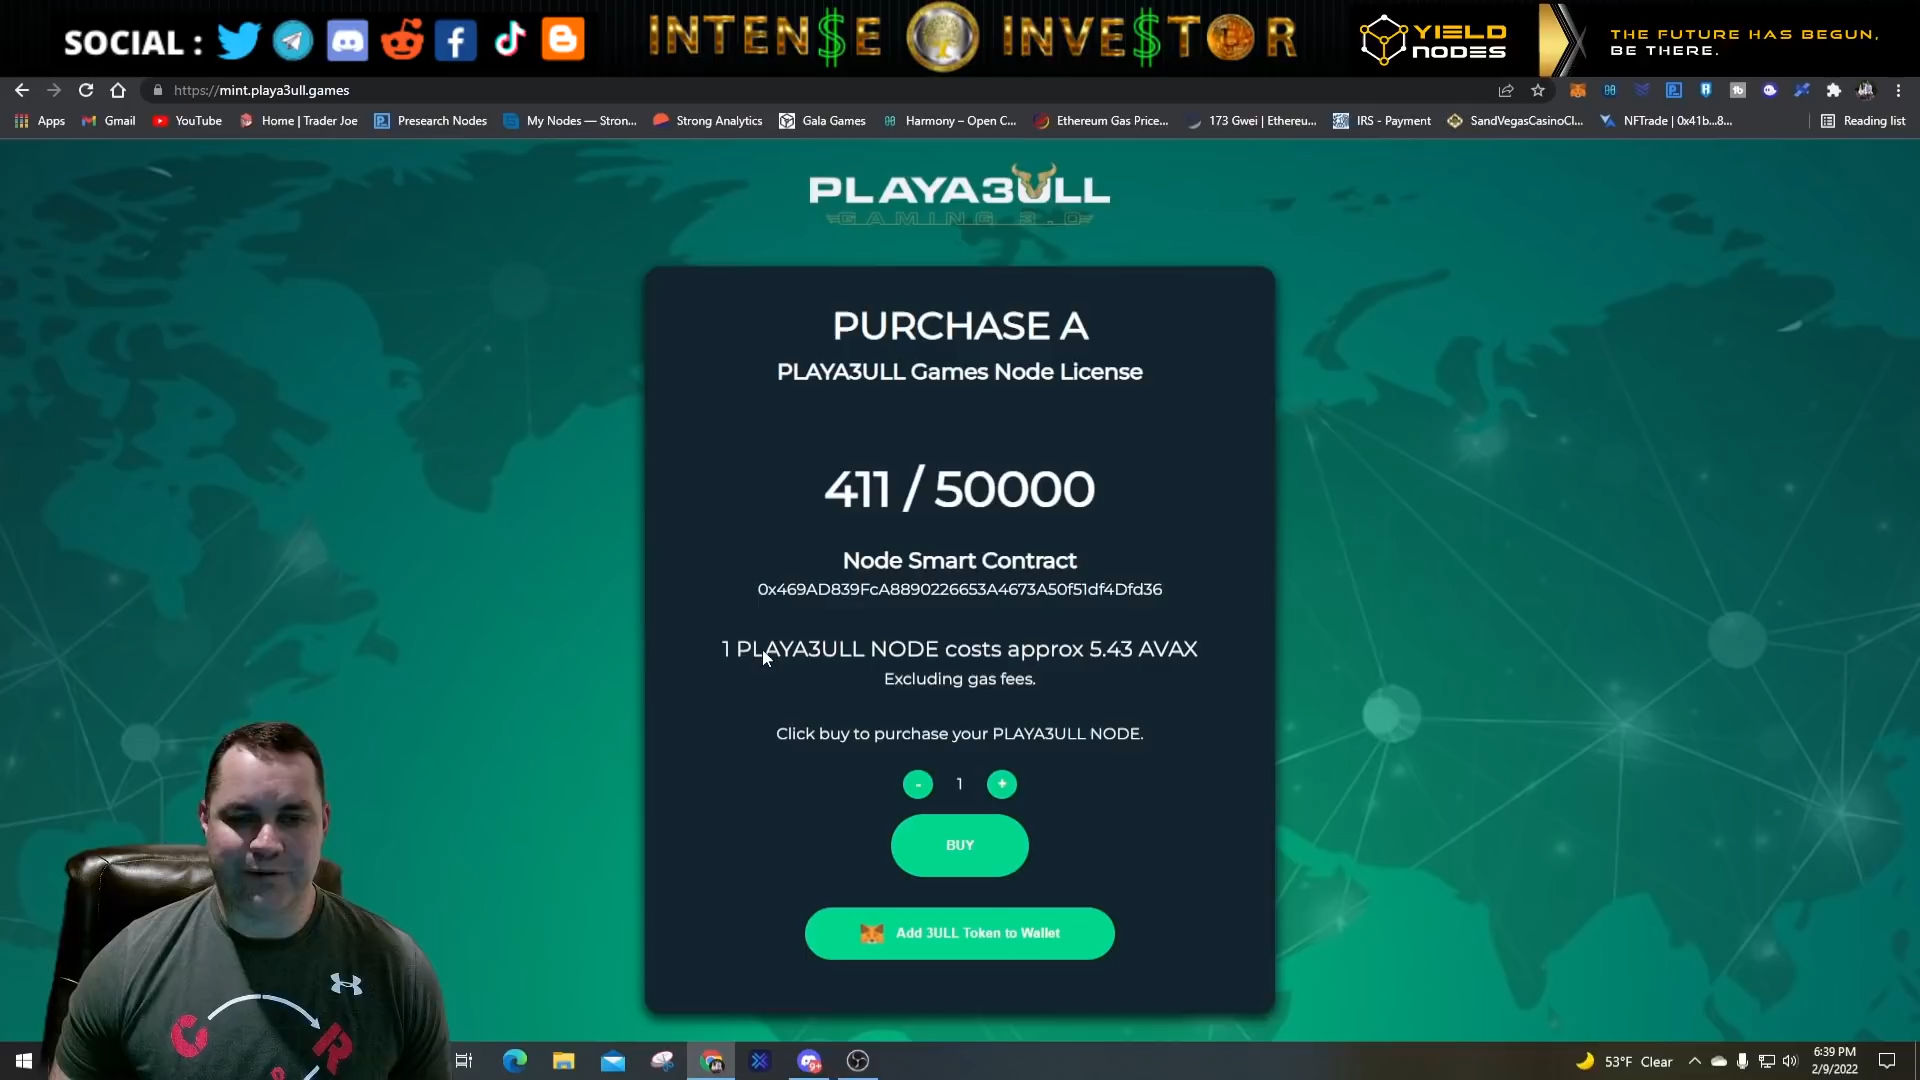 SOCIAL :
INTEN$E INVE$TOR
YIELD NODES
THE FUTURE HAS BEGUN,
BE THERE.
https://mint.playa3ull.games
Apps Gmail YouTube Home | Trader Joe Presearch Nodes My Nodes — Stron... Strong Analytics Gala Games Harmony – Open C... Ethereum Gas Price... 173 Gwei | Ethereu... IRS - Payment SandVegasCasinoCl... NFTrade | 0x41b...8... Reading list
PLAYA3ULL
GAMING 3.0
PURCHASE A
PLAYA3ULL Games Node License
411 / 50000
Node Smart Contract
0x469AD839FcA8890226653A4673A50f51df4Dfd36
1 PLAYA3ULL NODE costs approx 5.43 AVAX
Excluding gas fees.
Click buy to purchase your PLAYA3ULL NODE.
- 1 +
BUY
Add 3ULL Token to Wallet
C R
9+
53°F Clear
6:39 PM
2/9/2022